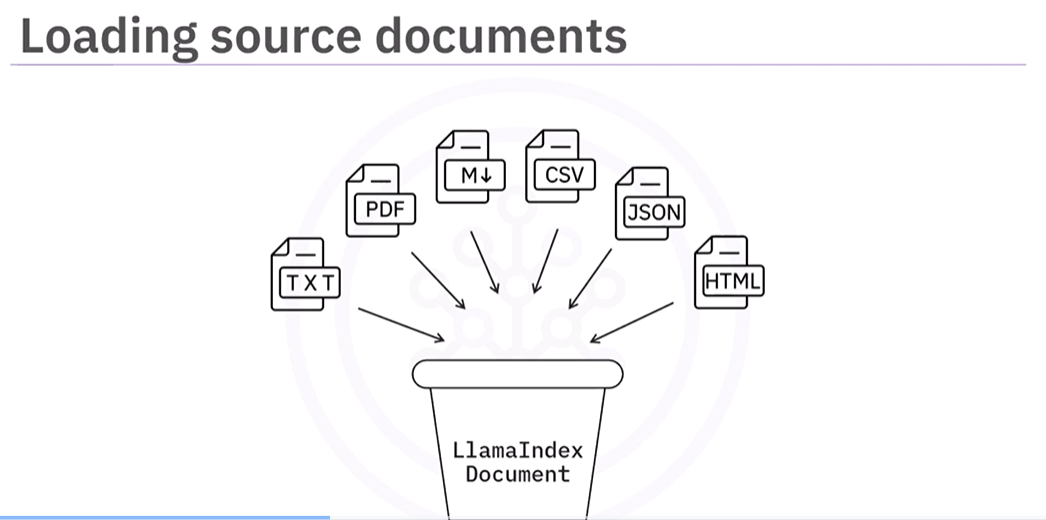 Loading source documents
TXT
PDF
M↓
CSV
JSON
HTML
LlamaIndex
Document